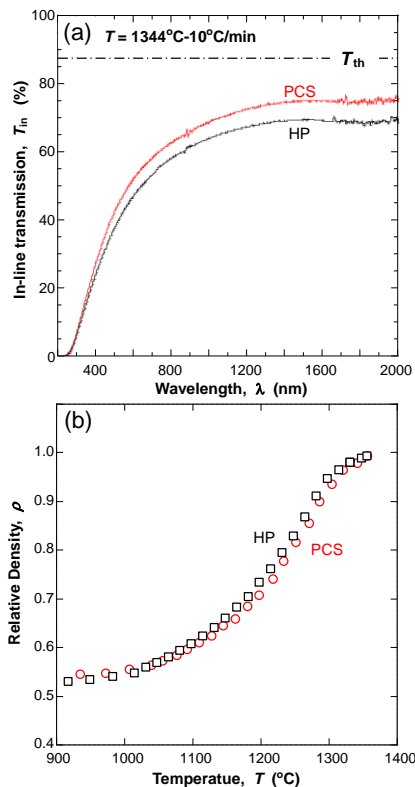 (a) T = 1344°C-10°C/min
T_th
PCS
HP
In-line transmission, T_in (%)
100
80
60
40
20
0
400 800 1200 1600 2000
Wavelength, λ (nm)
(b)
HP
PCS
Relative Density, ρ
1.0
0.9
0.8
0.7
0.6
0.5
0.4
900 1000 1100 1200 1300 1400
Temperatue, T (°C)